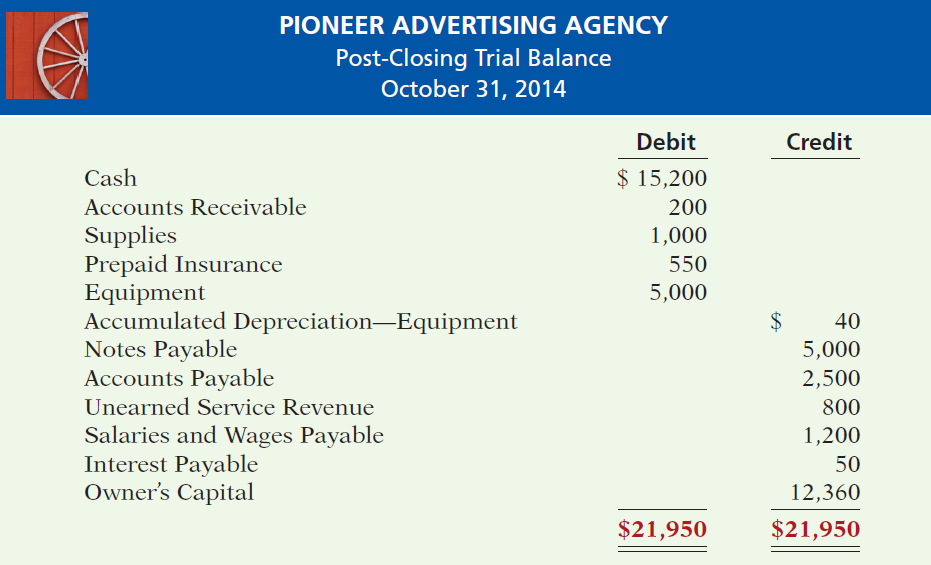 PIONEER ADVERTISING AGENCY
Post-Closing Trial Balance
October 31, 2014
Debit Credit
Cash $ 15,200
Accounts Receivable 200
Supplies 1,000
Prepaid Insurance 550
Equipment 5,000
Accumulated Depreciation—Equipment $ 40
Notes Payable 5,000
Accounts Payable 2,500
Unearned Service Revenue 800
Salaries and Wages Payable 1,200
Interest Payable 50
Owner's Capital 12,360
$21,950 $21,950